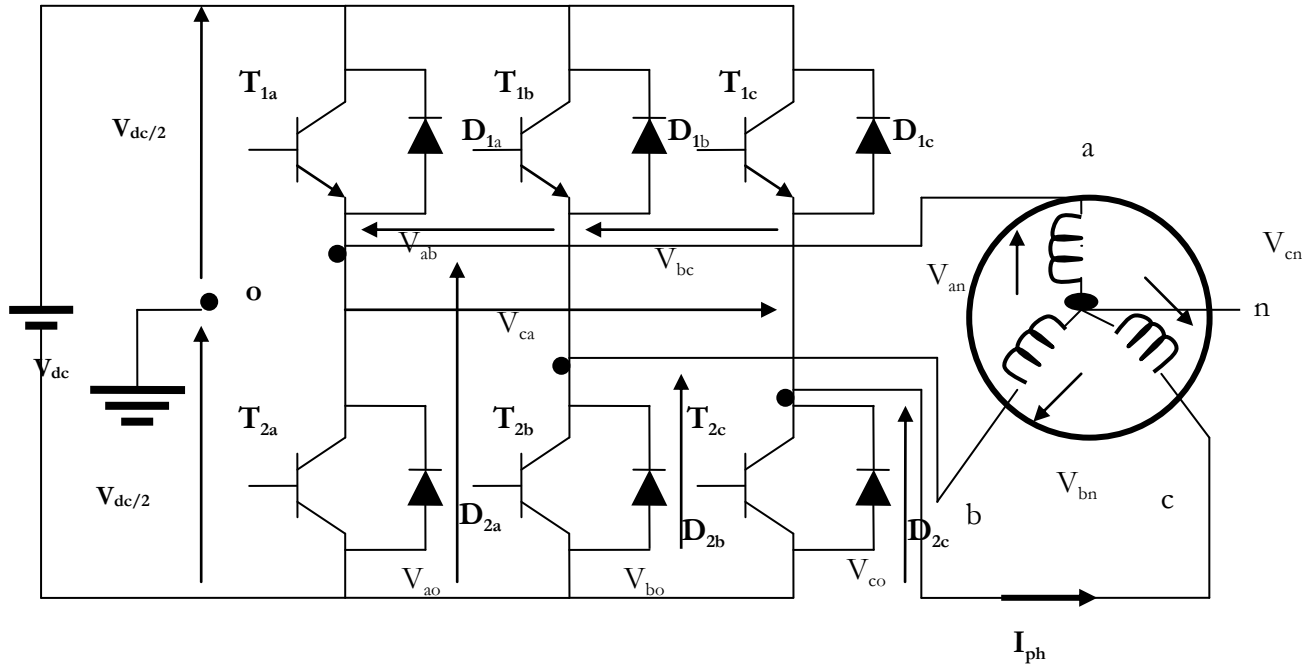 T1a
T1b
T1c
Vdc/2
D1a
D1b
D1c
a
Vab
Vbc
Van
Vcn
o
n
Vca
Vdc
T2a
T2b
T2c
Vdc/2
Vbn
D2a
b
c
D2b
D2c
Vao
Vbo
Vco
Iph